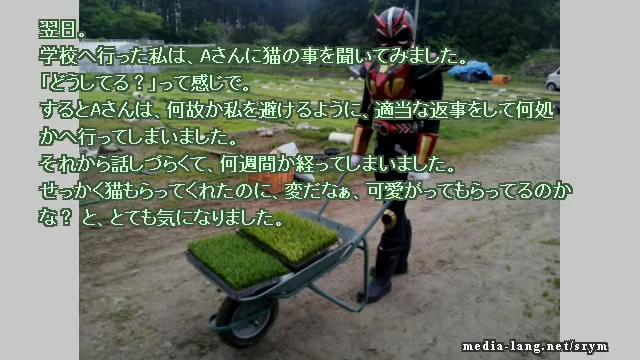 翌日。
学校へ行った私は、Aさんに猫の事を聞いてみました。
「どうしてる？」って感じで。
するとAさんは、何故か私を避けるように、適当な返事をして何処
かへ行ってしまいました。
それから話しづらくて、何週間か経ってしまいました。
せっかく猫もらってくれたのに、変だなぁ、可愛がってもらってるのか
な？ と、とても気になりました。
media-lang.net/srym